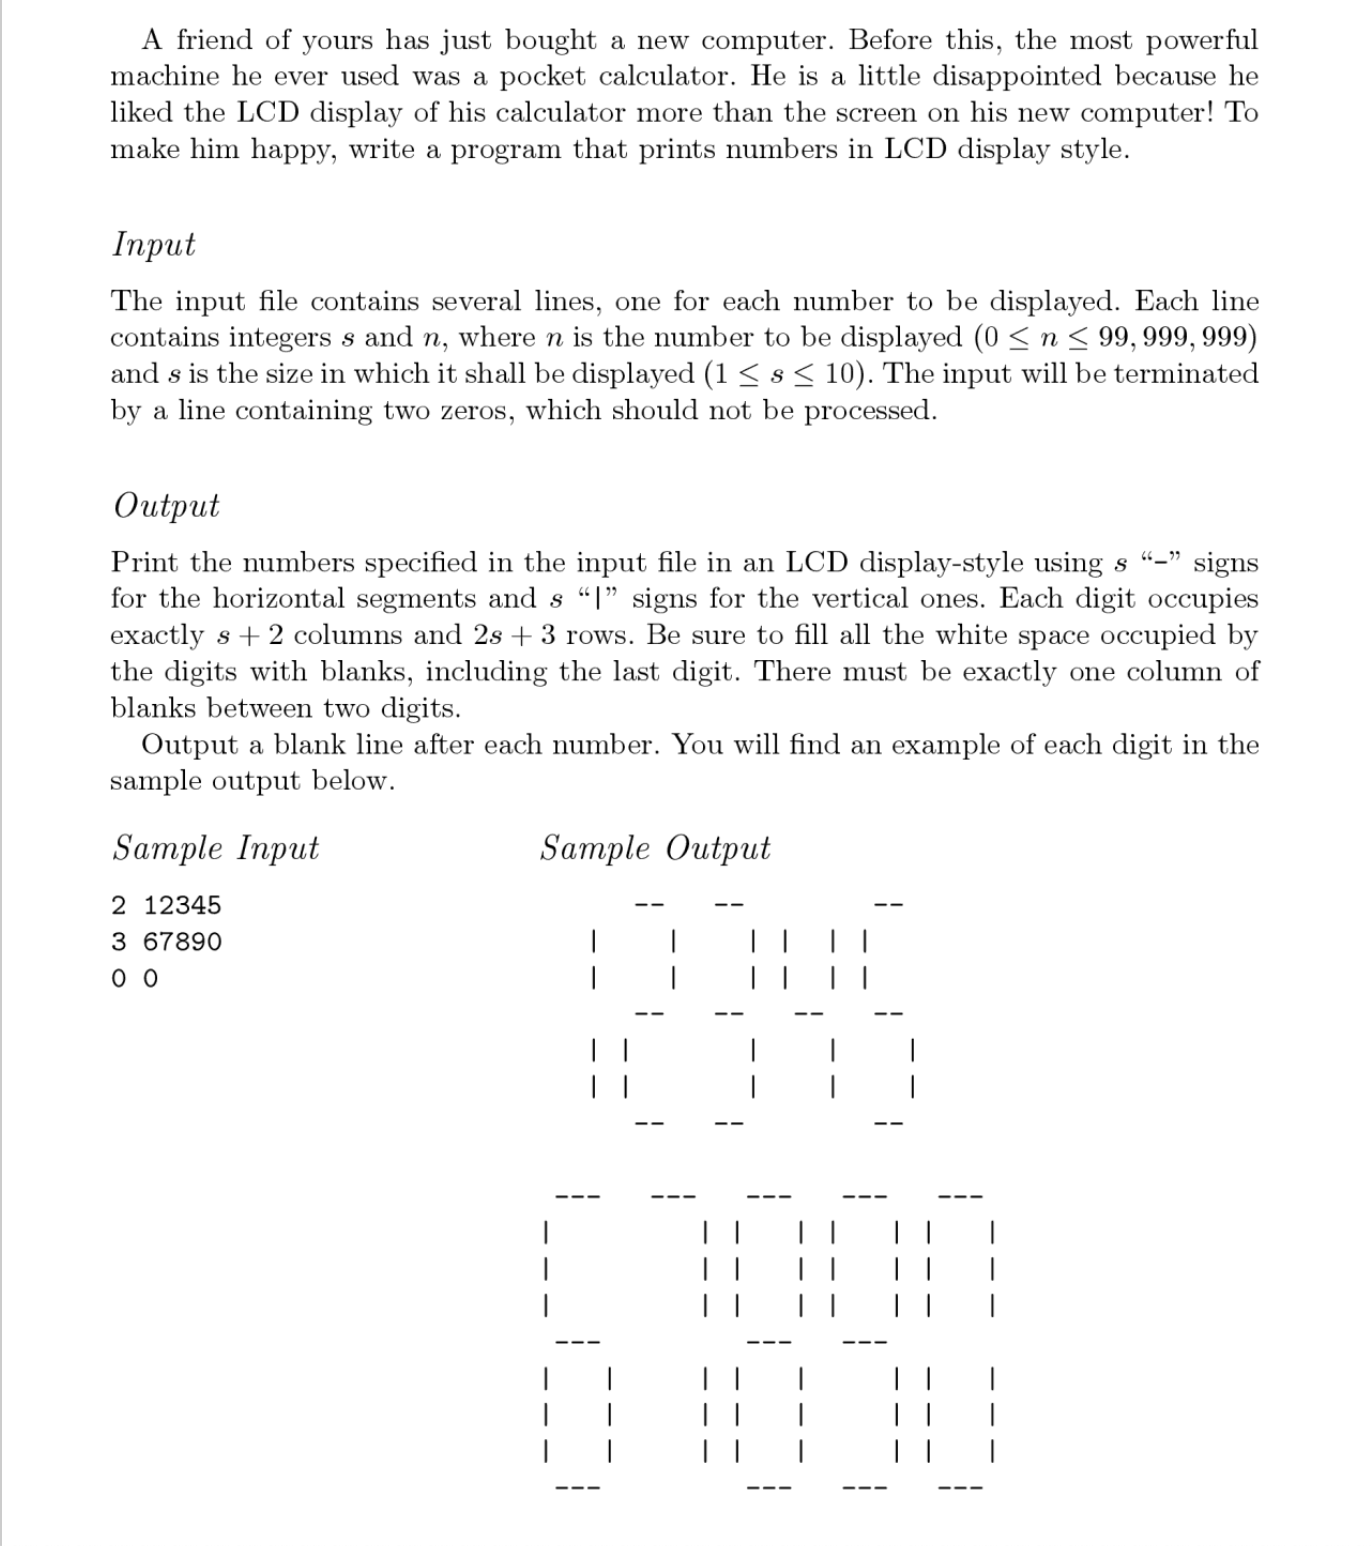 A friend of yours has just bought a new computer. Before this, the most powerful
machine he ever used was a pocket calculator. He is a little disappointed because he
liked the LCD display of his calculator more than the screen on his new computer! To
make him happy, write a program that prints numbers in LCD display style.
Input
The input file contains several lines, one for each number to be displayed. Each line
contains integers s and n, where n is the number to be displayed (0 ≤ n ≤ 99, 999, 999)
and s is the size in which it shall be displayed (1 ≤ s ≤ 10). The input will be terminated
by a line containing two zeros, which should not be processed.
Output
Print the numbers specified in the input file in an LCD display-style using s “-” signs
for the horizontal segments and s “|” signs for the vertical ones. Each digit occupies
exactly s + 2 columns and 2s + 3 rows. Be sure to fill all the white space occupied by
the digits with blanks, including the last digit. There must be exactly one column of
blanks between two digits.
Output a blank line after each number. You will find an example of each digit in the
sample output below.
Sample Input
2 12345
3 67890
0 0
Sample Output
      --   --        --
   |    |    | |  | |
   |    |    | |  | |
      --   --   --   --
   | |       |    |    |
   | |       |    |    |
      --   --        --
 ---   ---   ---   ---   ---
|         | |   | |   | |   |
|         | |   | |   | |   |
|         | |   | |   | |   |
 ---         ---   ---
|   |     | |   |     | |   |
|   |     | |   |     | |   |
|   |     | |   |     | |   |
 ---         ---   ---   ---